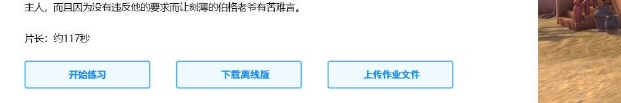 主人，而且因为没有违反他的要求而让刻薄的伯格老爷有苦难言。
片长：约117秒
开始练习 下载离线版 上传作业文件